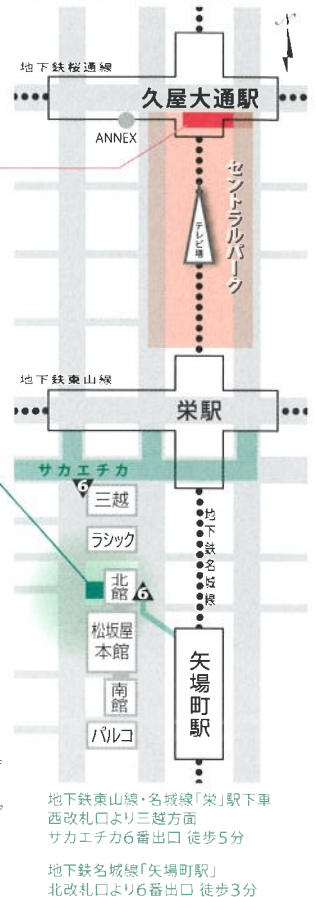 N
地下鉄桜通線
久屋大通駅
ANNEX
セントラルパーク
テレビ塔
地下鉄東山線
栄駅
サカエチカ
6
三越
ラシック
地下鉄名城線
北館
6
松坂屋
本館
矢場町駅
南館
パルコ
地下鉄東山線・名城線「栄」駅下車
西改札口より三越方面
サカエチカ6番出口 徒歩5分
地下鉄名城線「矢場町駅」
北改札口より6番出口 徒歩3分